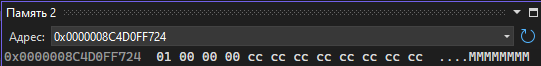 Память 2
Адрес: 0x0000008C4D0FF724
0x0000008C4D0FF724 01 00 00 00 cc cc cc cc cc cc cc cc ....ММММММММ